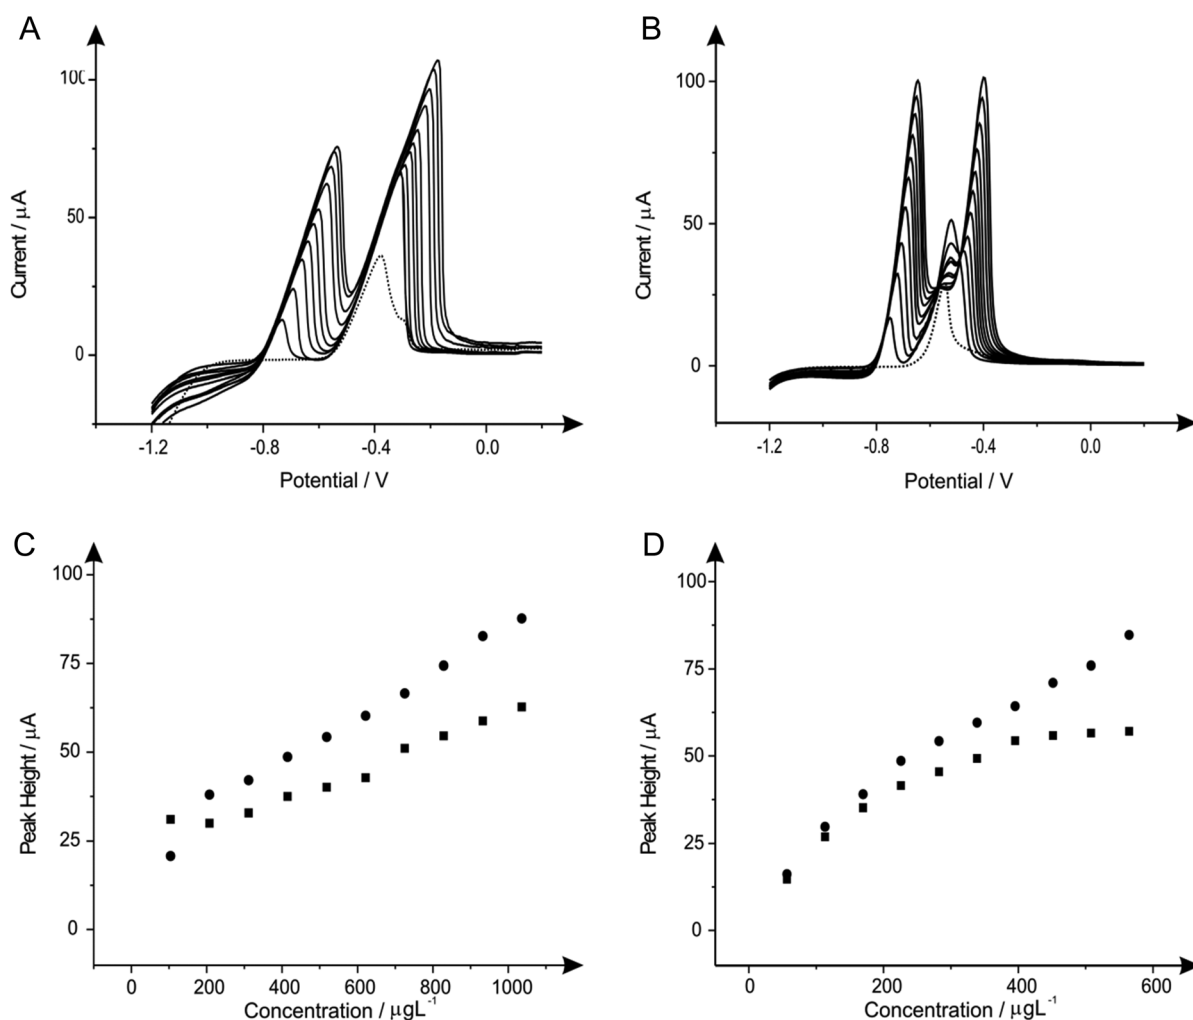 A
100
50
0
Current / μA
-1.2
-0.8
-0.4
0.0
Potential / V
B
100
50
0
Current / μA
-1.2
-0.8
-0.4
0.0
Potential / V
C
100
75
50
25
0
Peak Height / μA
0
200
400
600
800
1000
Concentration / μgL⁻¹
D
100
75
50
25
0
Peak Height / μA
0
200
400
600
Concentration / μgL⁻¹